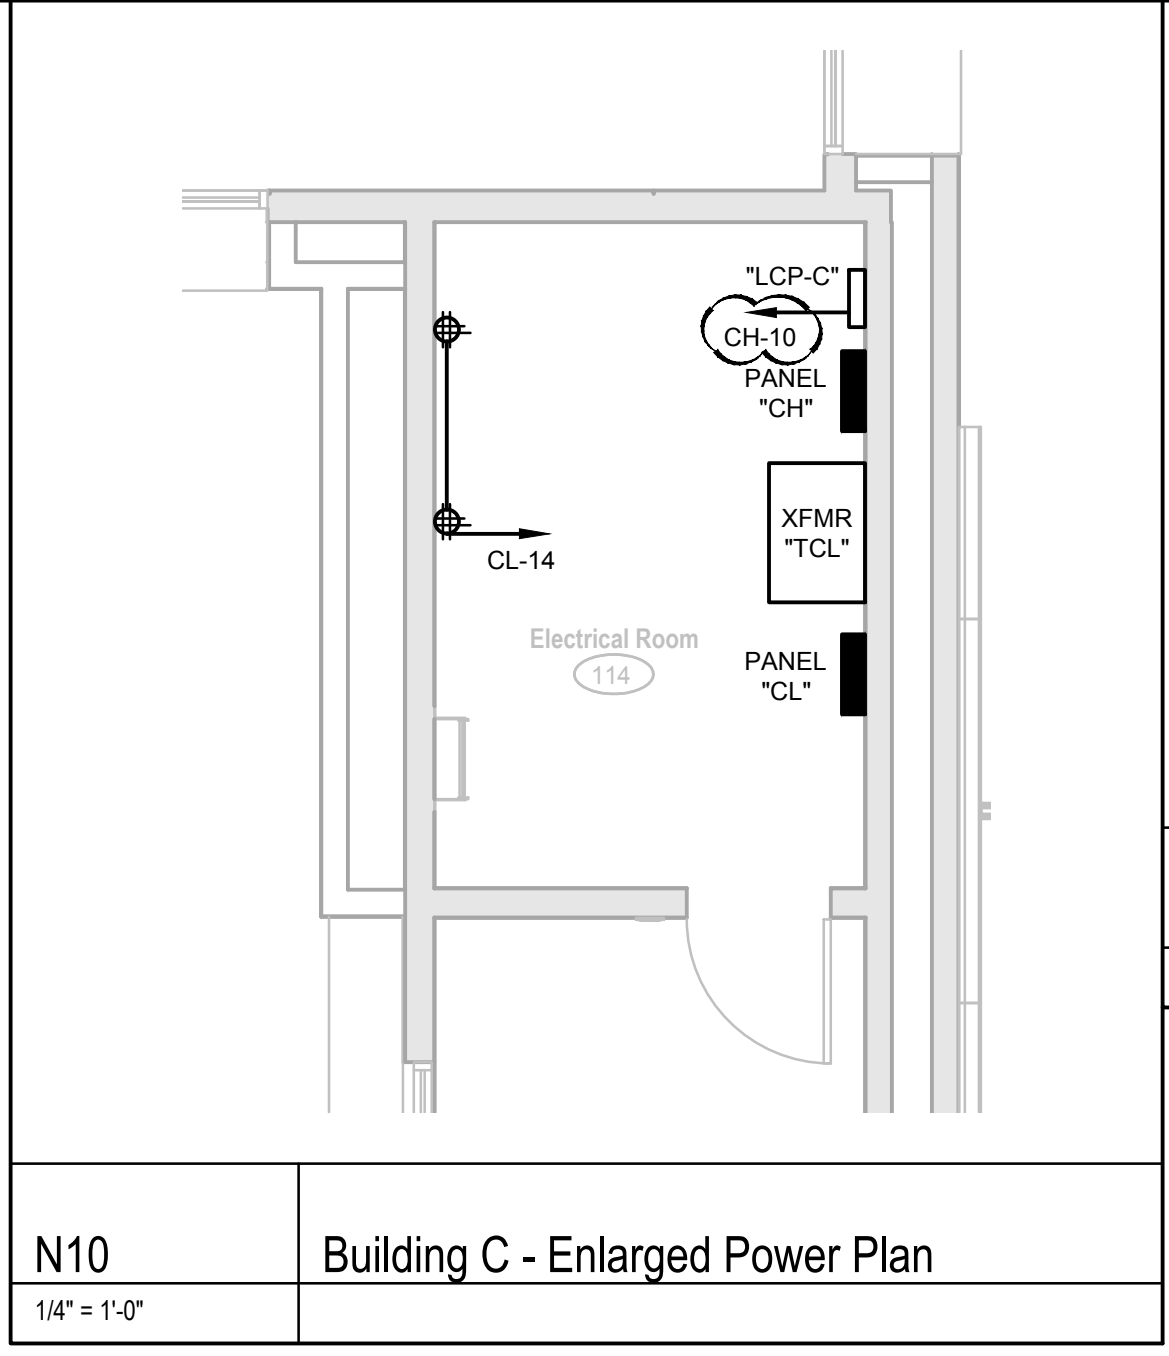 "LCP-C"
CH-10
PANEL
"CH"
XFMR
"TCL"
CL-14
Electrical Room
114
PANEL
"CL"
N10
Building C - Enlarged Power Plan
1/4" = 1'-0"